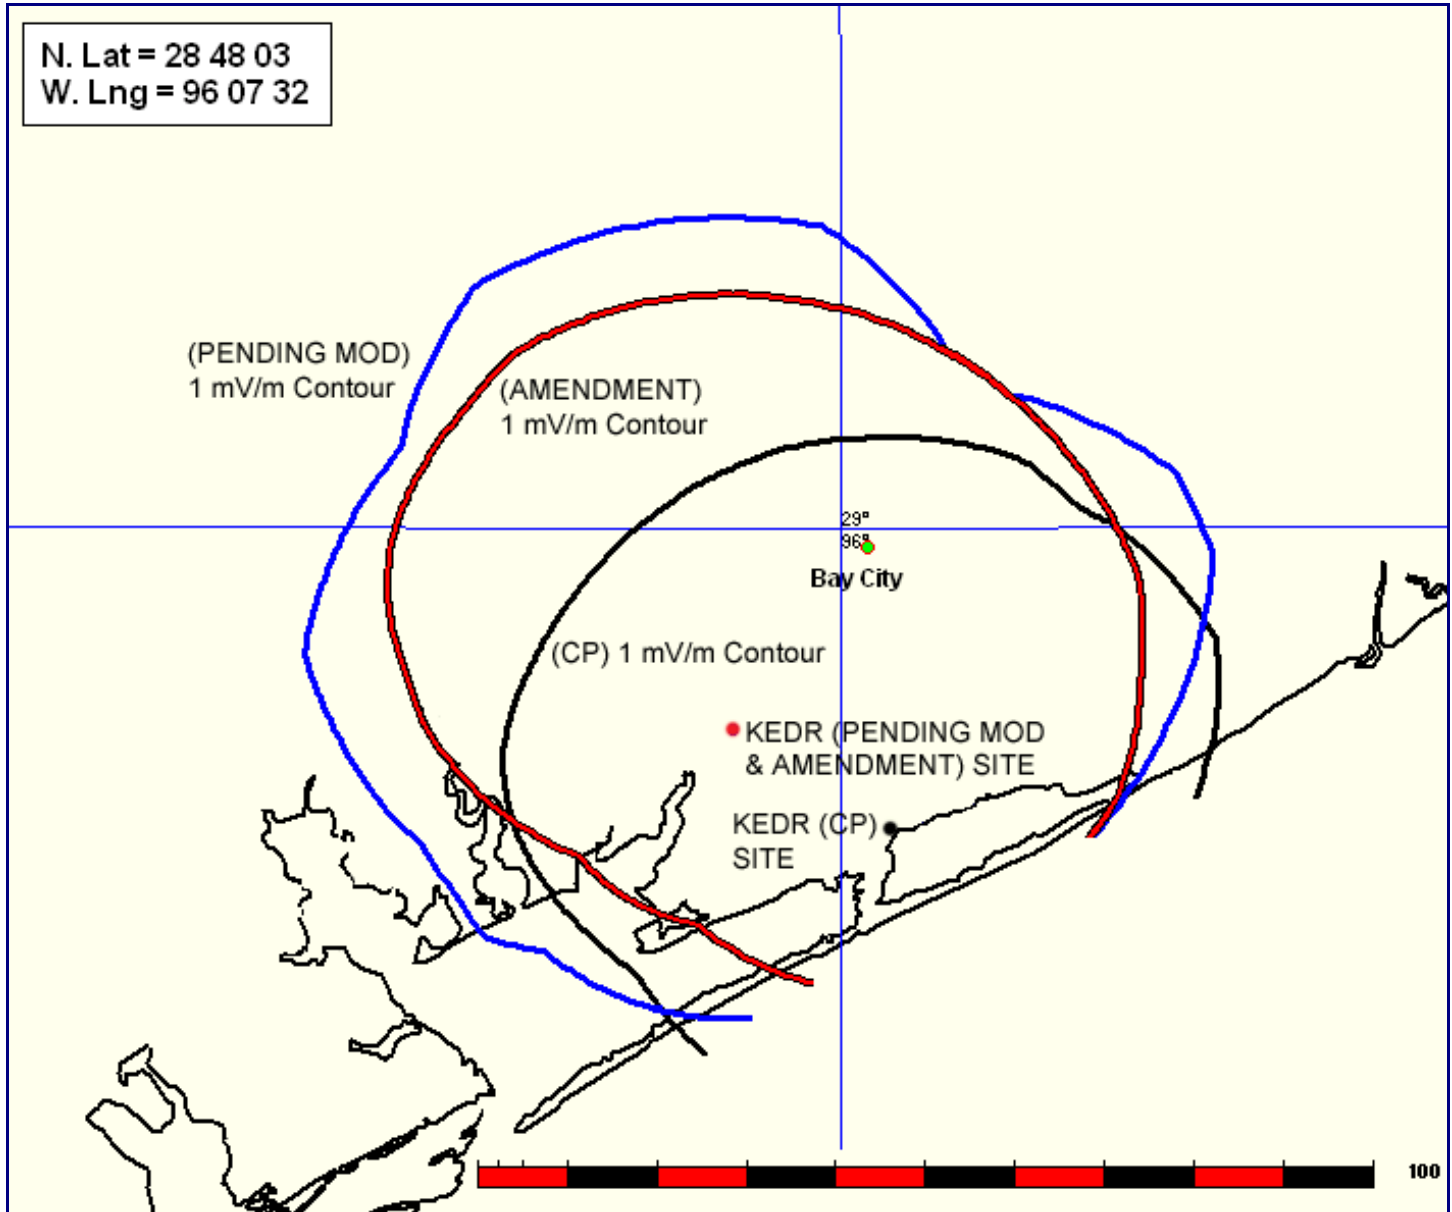 N. Lat = 28 48 03
W. Lng = 96 07 32
(PENDING MOD)
1 mV/m Contour
(AMENDMENT)
1 mV/m Contour
29°
96°
Bay City
(CP) 1 mV/m Contour
KEDR (PENDING MOD
& AMENDMENT) SITE
KEDR (CP)
SITE
100